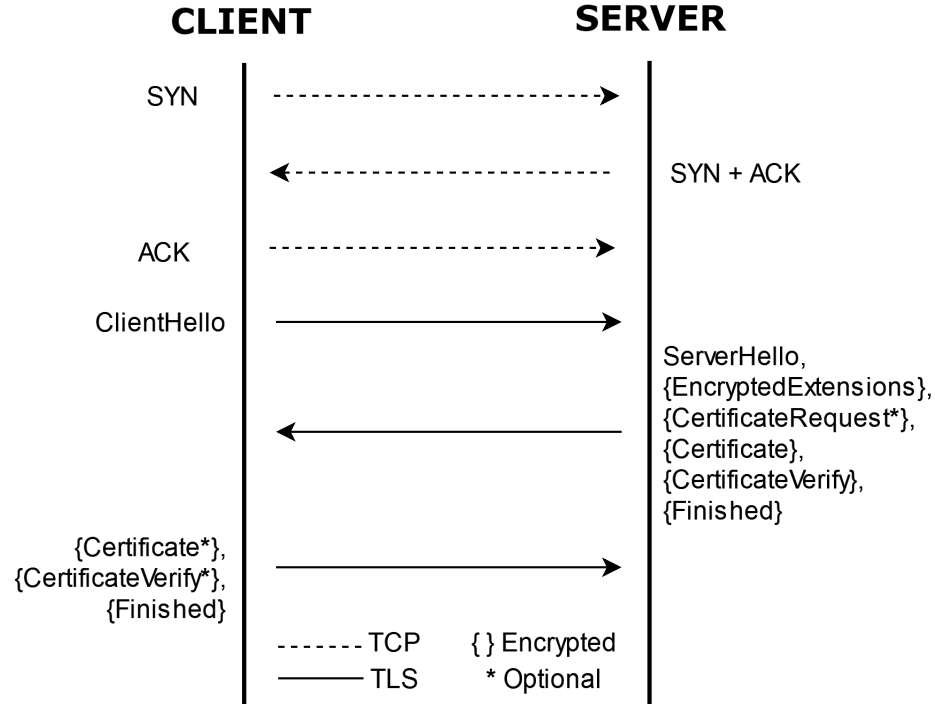 CLIENT
SERVER
SYN
SYN + ACK
ACK
ClientHello
ServerHello,
{EncryptedExtensions},
{CertificateRequest*},
{Certificate},
{CertificateVerify},
{Finished}
{Certificate*},
{CertificateVerify*},
{Finished}
TCP
{ } Encrypted
TLS
* Optional